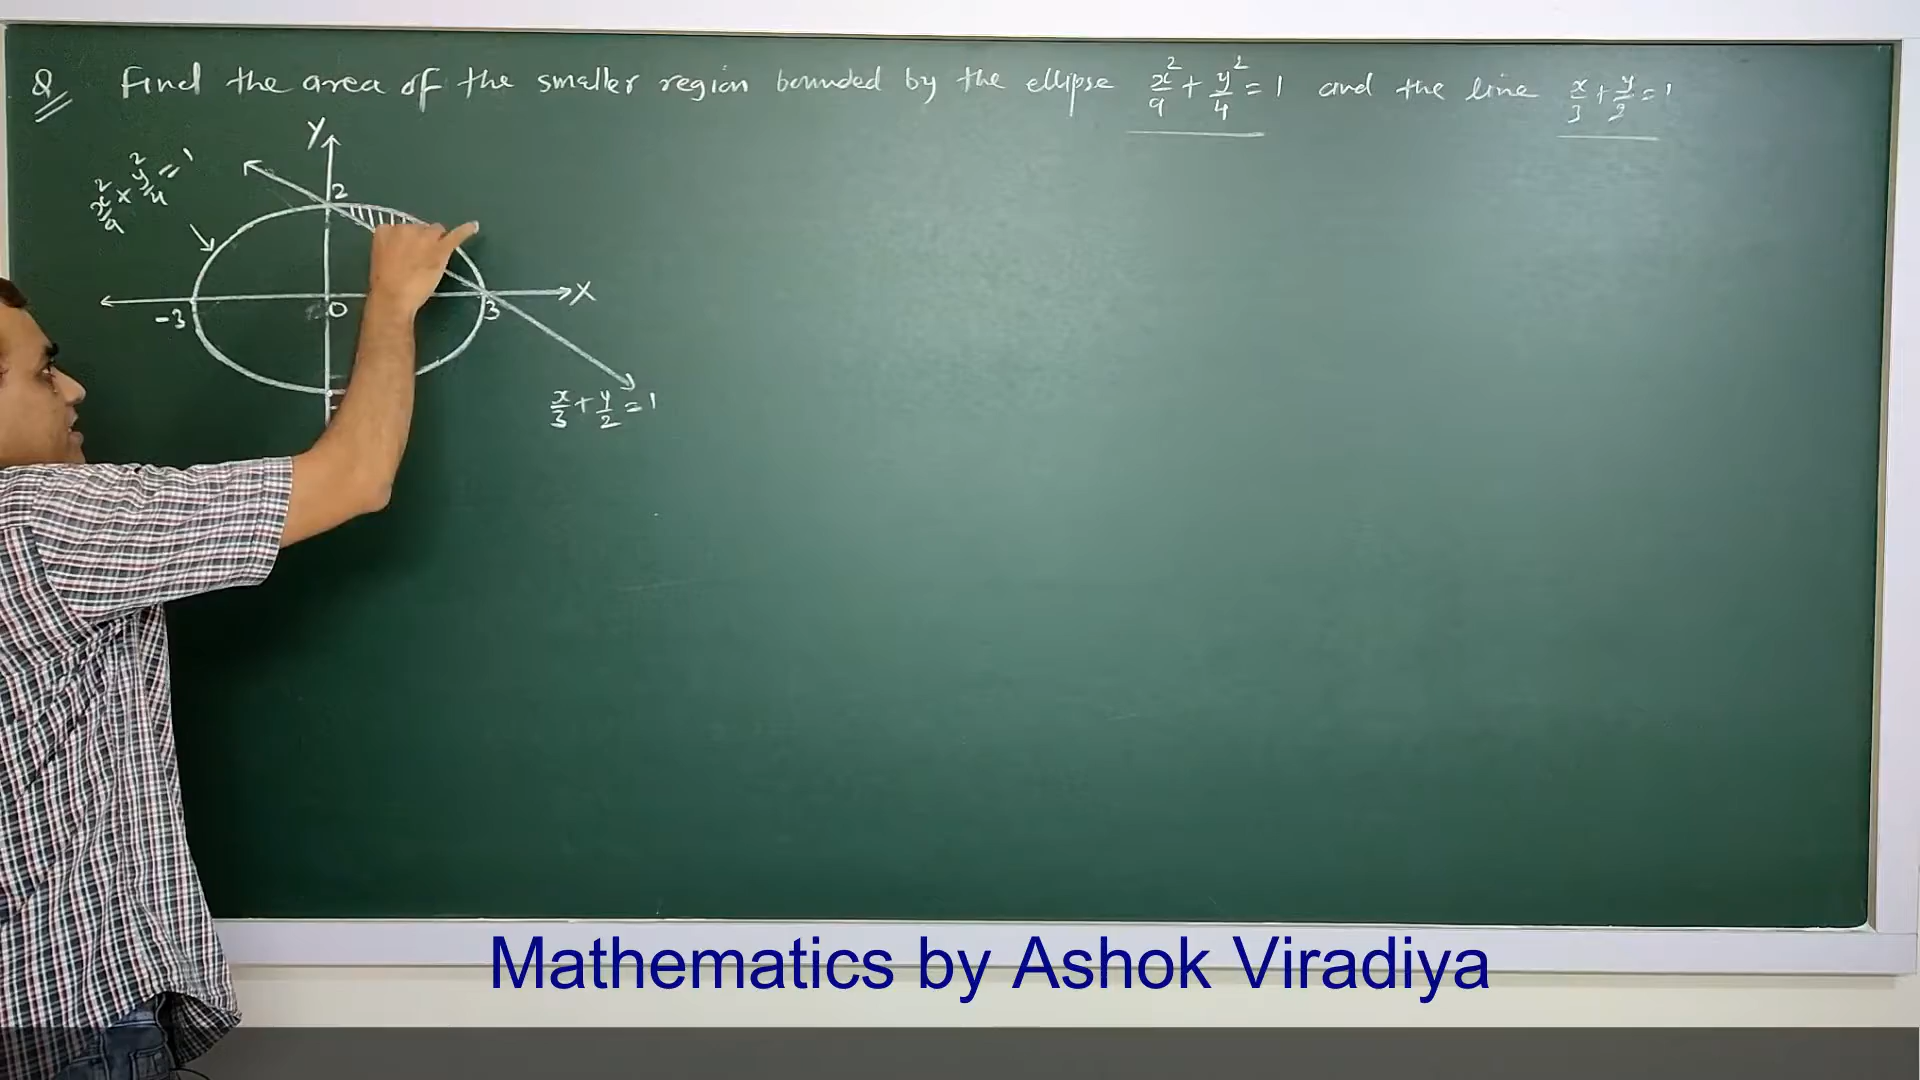 Q Find the area of the smaller region bounded by the ellipse x²/9 + y²/4 = 1 and the line x/3 + y/2 = 1
Y
x²/9 × y²/4 = 1
2
X
-3
0
3
x/3 + y/2 = 1
Mathematics by Ashok Viradiya